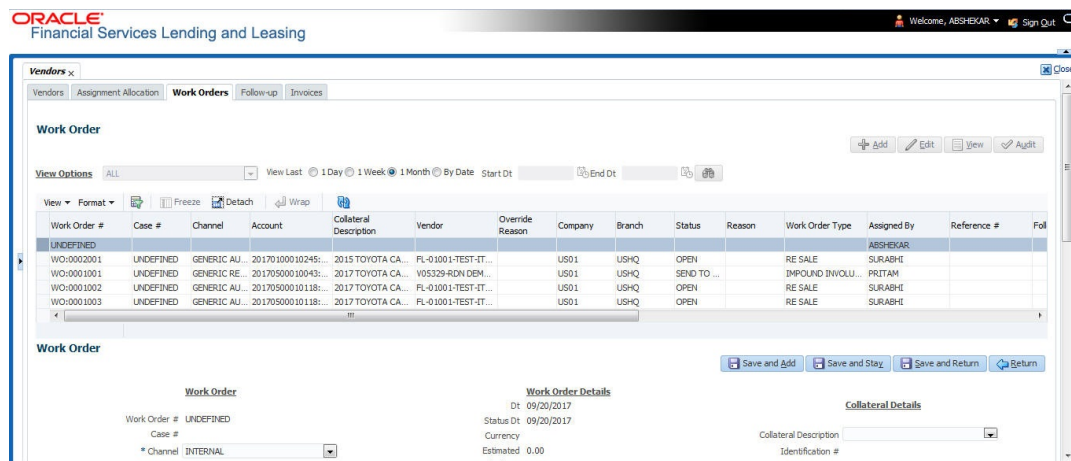 ORACLE®
Financial Services Lending and Leasing
Welcome, ABSHEKAR
Sign Out
Vendors
Close
Vendors Assignment Allocation Work Orders Follow-up Invoices
Work Order
Add Edit View Audit
View Options ALL View Last 1 Day 1 Week 1 Month By Date Start Dt End Dt
View Format Freeze Detach Wrap
Work Order # Case # Channel Account Collateral Description Vendor Override Reason Company Branch Status Reason Work Order Type Assigned By Reference # Foll
UNDEFINED ABSHEKAR
WO:0002001 UNDEFINED GENERIC AU... 20170100010245:... 2015 TOYOTA CA... FL-01001-TEST-IT... US01 USHQ OPEN RE SALE SURABHI
WO:0001001 UNDEFINED GENERIC RE... 20170500010043:... 2017 TOYOTA CA... V05329-RDN DEM... US01 USHQ SEND TO ... IMPOUND INVOLU... PRITAM
WO:0001002 UNDEFINED GENERIC AU... 20170500010118:... 2017 TOYOTA CA... FL-01001-TEST-IT... US01 USHQ OPEN RE SALE SURABHI
WO:0001003 UNDEFINED GENERIC AU... 20170500010118:... 2017 TOYOTA CA... FL-01001-TEST-IT... US01 USHQ OPEN RE SALE SURABHI
Work Order
Save and Add Save and Stay Save and Return Return
Work Order Work Order Details Collateral Details
Work Order # UNDEFINED
Case #
* Channel INTERNAL
Dt 09/20/2017
Status Dt 09/20/2017
Currency
Estimated 0.00
Collateral Description
Identification #